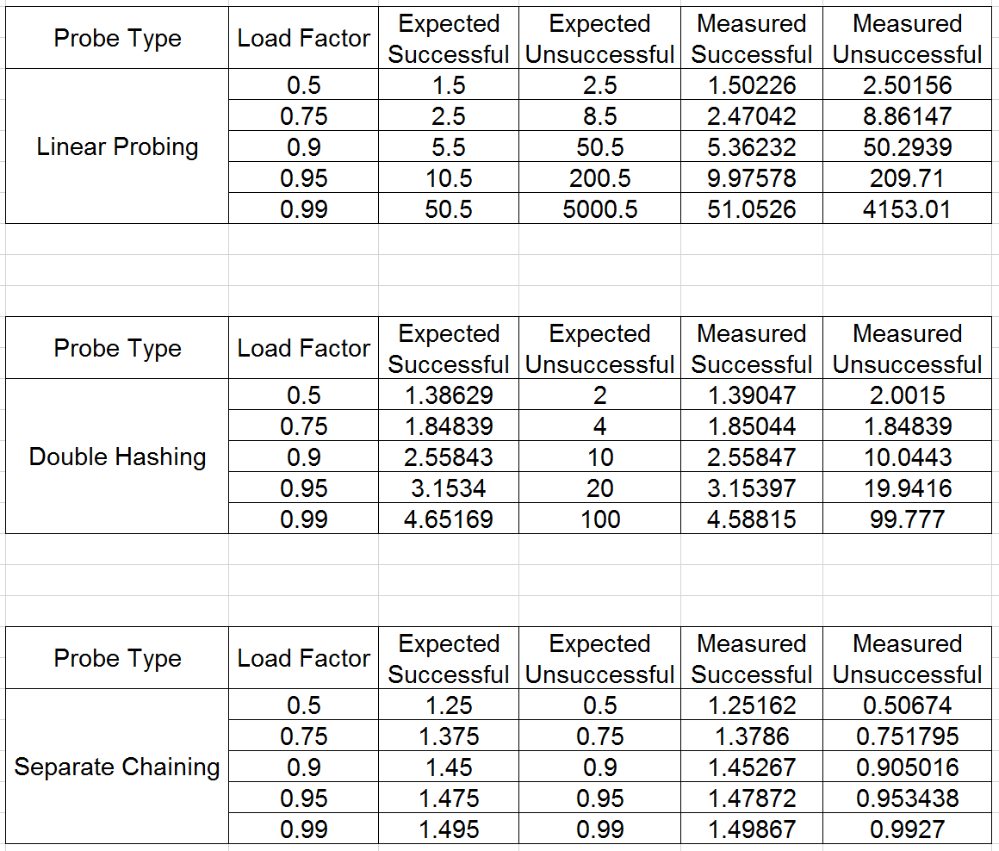 Probe Type Load Factor Expected Successful Expected Unsuccessful Measured Successful Measured Unsuccessful
Linear Probing 0.5 1.5 2.5 1.50226 2.50156
0.75 2.5 8.5 2.47042 8.86147
0.9 5.5 50.5 5.36232 50.2939
0.95 10.5 200.5 9.97578 209.71
0.99 50.5 5000.5 51.0526 4153.01
Probe Type Load Factor Expected Successful Expected Unsuccessful Measured Successful Measured Unsuccessful
Double Hashing 0.5 1.38629 2 1.39047 2.0015
0.75 1.84839 4 1.85044 1.84839
0.9 2.55843 10 2.55847 10.0443
0.95 3.1534 20 3.15397 19.9416
0.99 4.65169 100 4.58815 99.777
Probe Type Load Factor Expected Successful Expected Unsuccessful Measured Successful Measured Unsuccessful
Separate Chaining 0.5 1.25 0.5 1.25162 0.50674
0.75 1.375 0.75 1.3786 0.751795
0.9 1.45 0.9 1.45267 0.905016
0.95 1.475 0.95 1.47872 0.953438
0.99 1.495 0.99 1.49867 0.9927